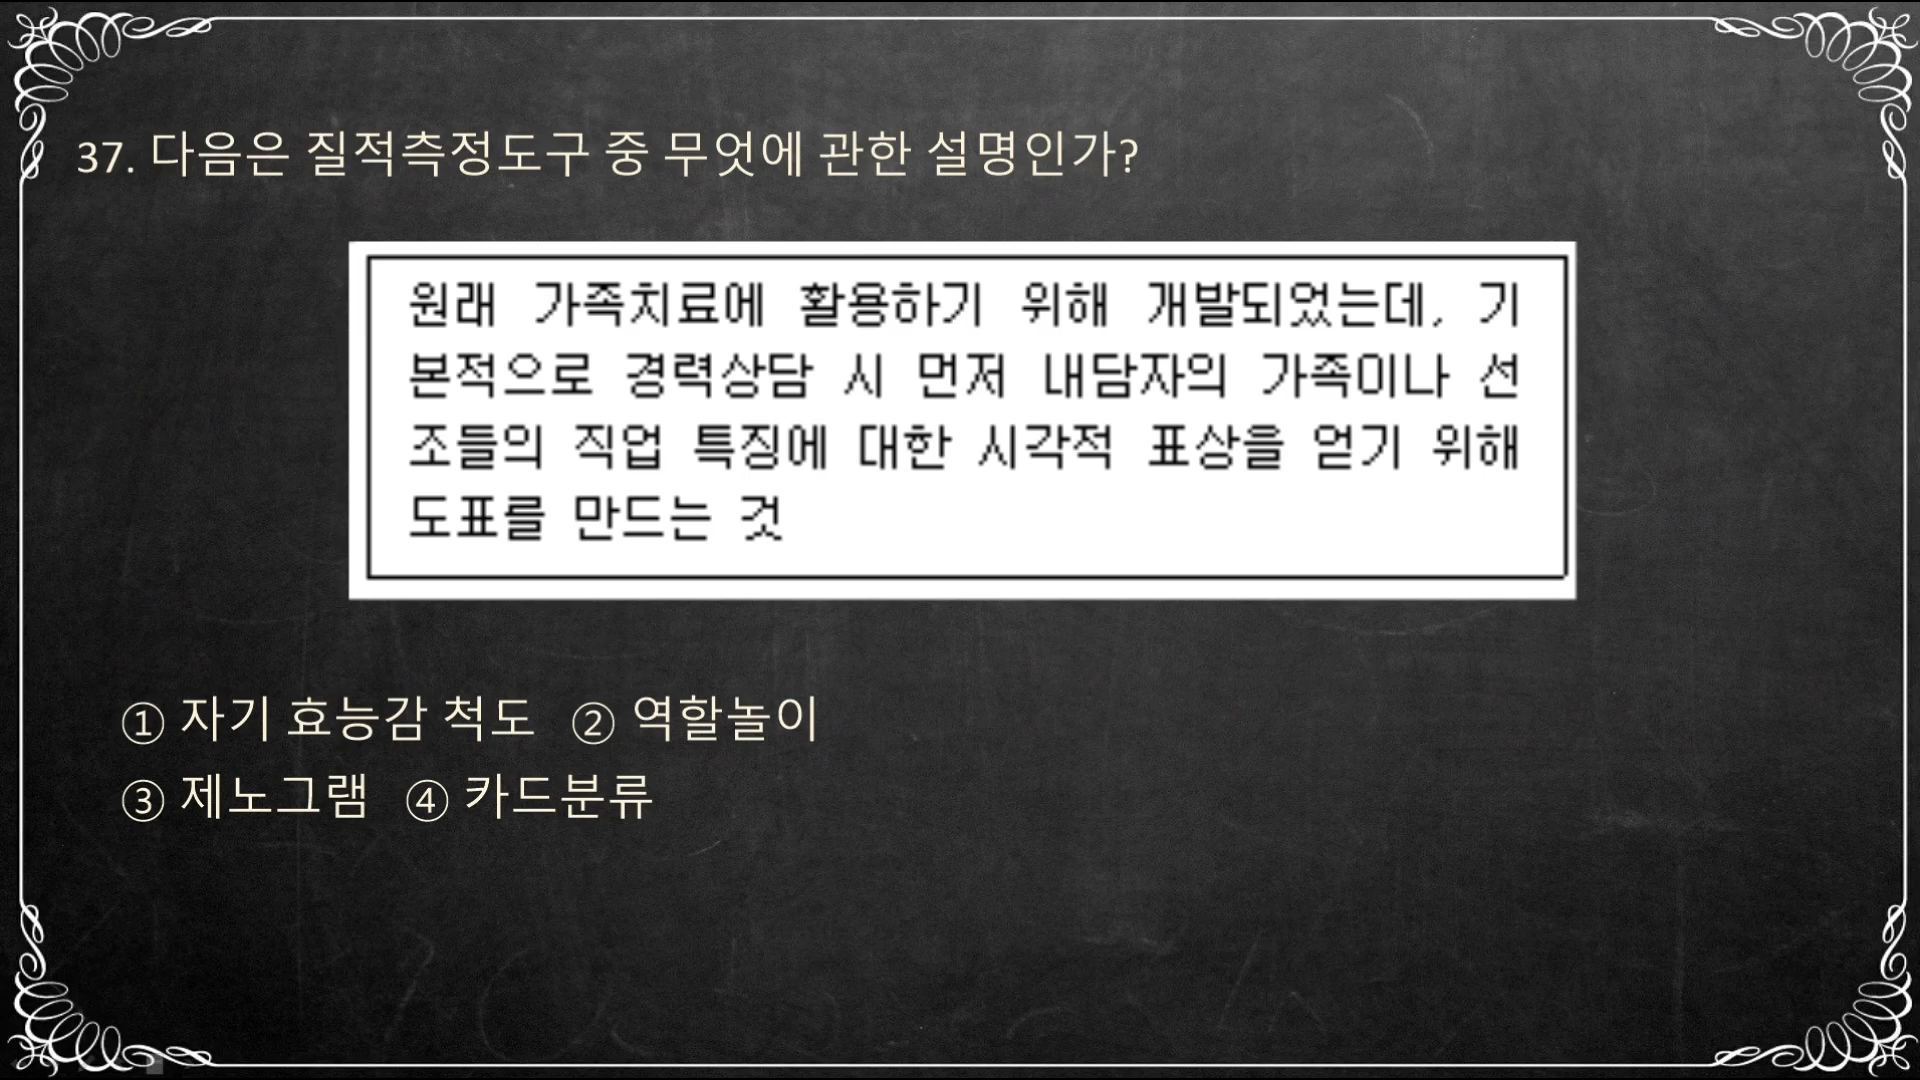 37. 다음은 질적측정도구 중 무엇에 관한 설명인가?
원래 가족치료에 활용하기 위해 개발되었는데, 기
본적으로 경력상담 시 먼저 내담자의 가족이나 선
조들의 직업 특징에 대한 시각적 표상을 얻기 위해
도표를 만드는 것
① 자기 효능감 척도 ② 역할놀이
③ 제노그램 ④ 카드분류